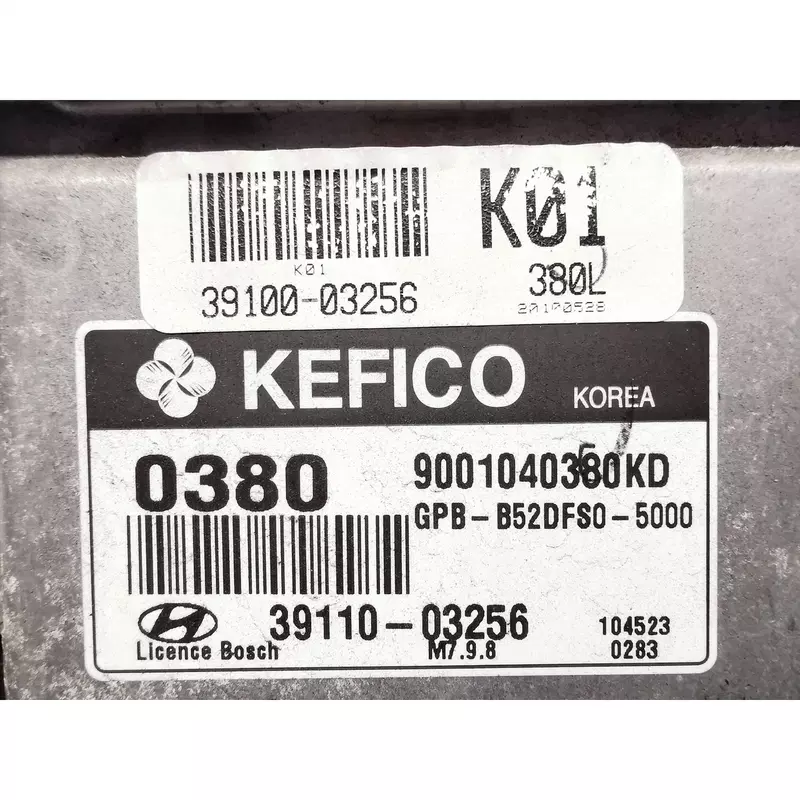 K01
K01
39100-03256
380L
20100528
KEFICO
KOREA
0380
9001040380KD
GPB-B52DFS0-5000
39110-03256
104523
Licence Bosch
M7.9.8
0283